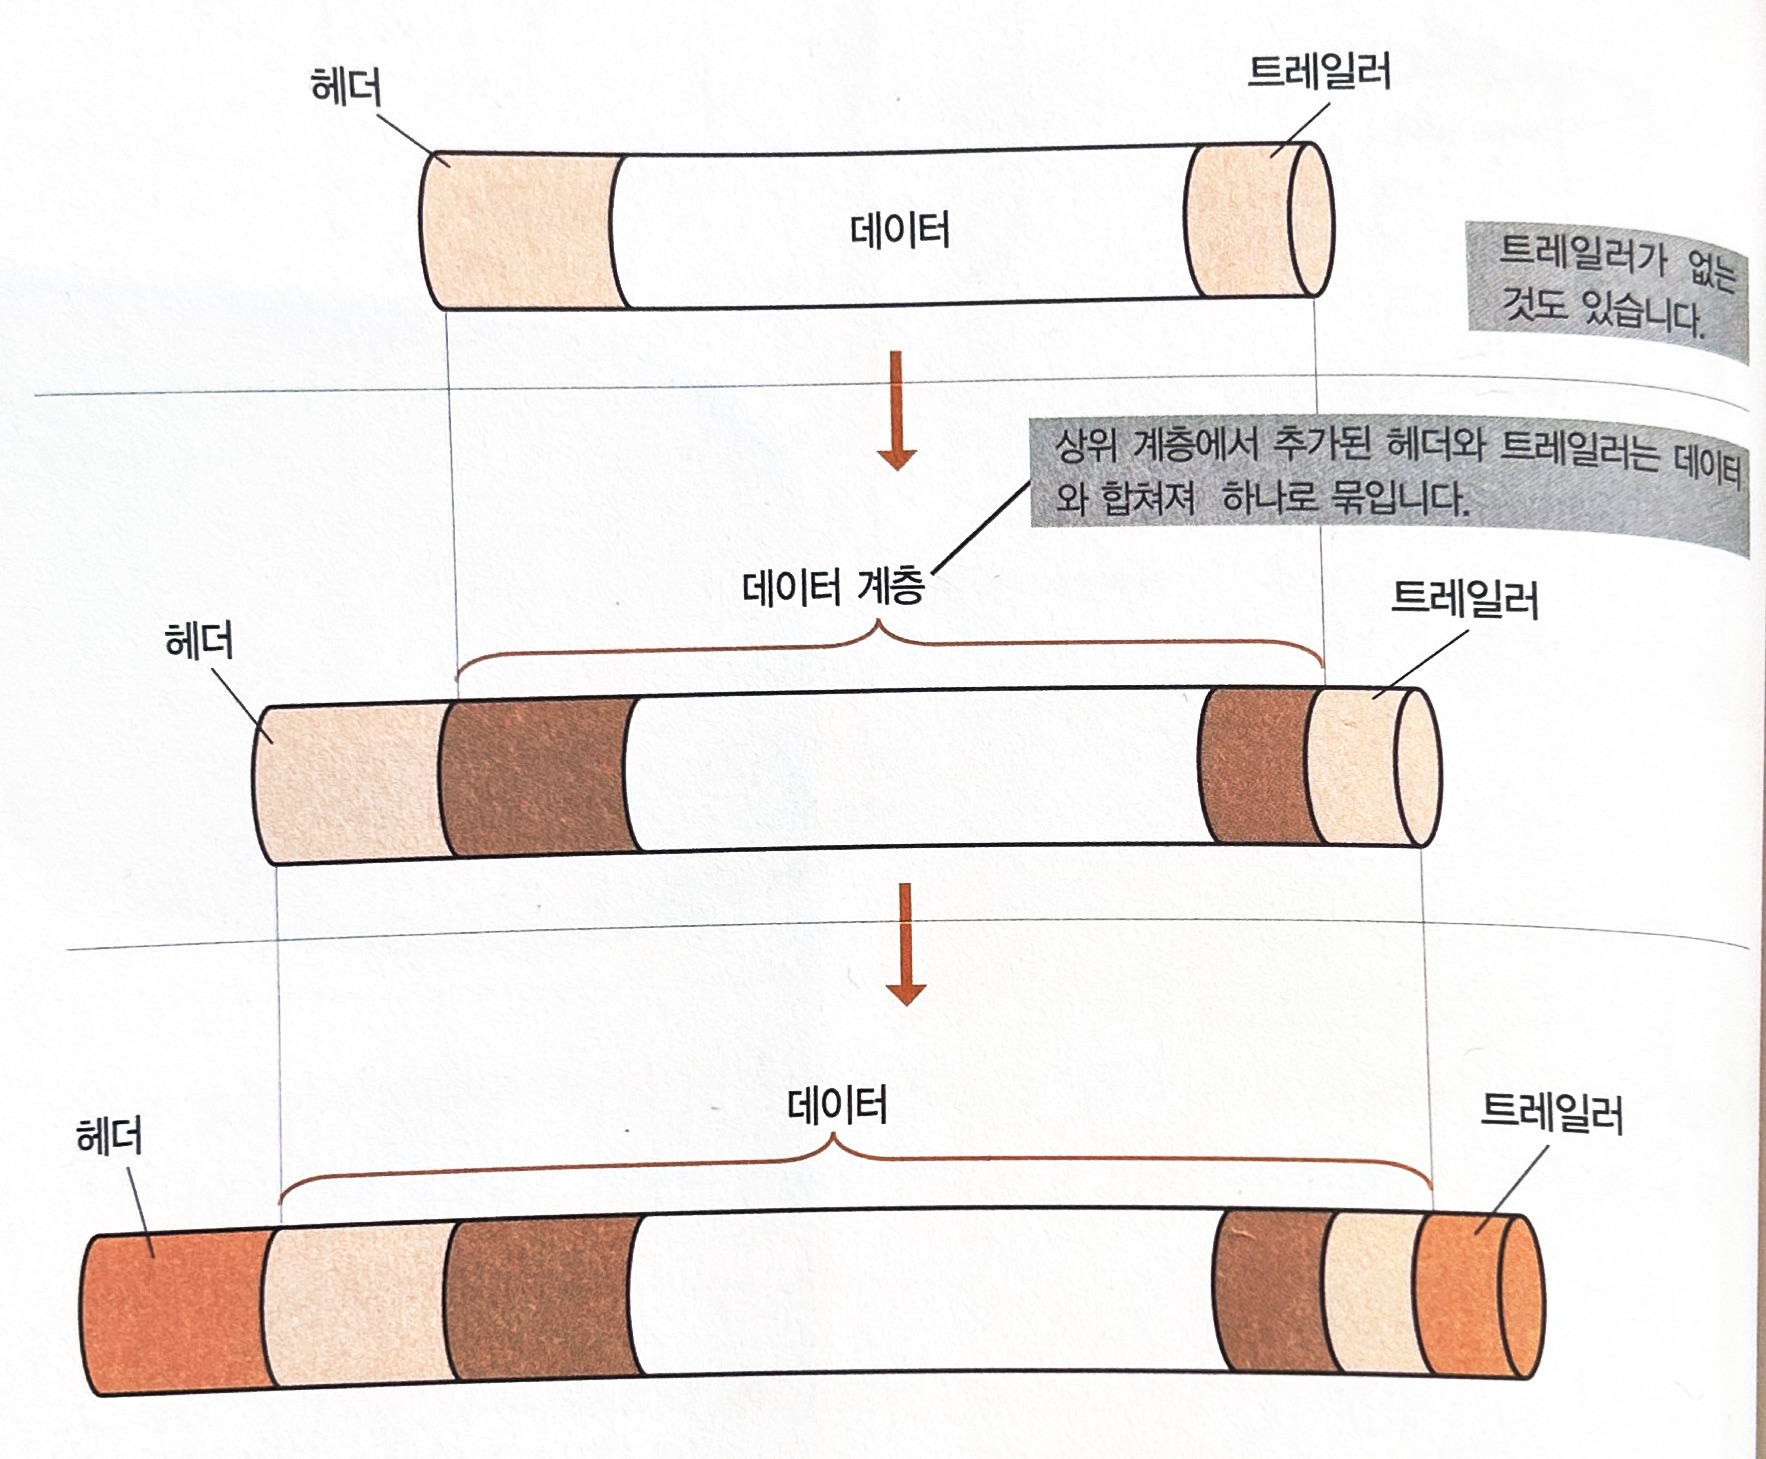 헤더
트레일러
데이터
트레일러가 없는
것도 있습니다.
상위 계층에서 추가된 헤더와 트레일러는 데이터
와 합쳐져 하나로 묶입니다.
데이터 계층
트레일러
헤더
데이터
트레일러
헤더